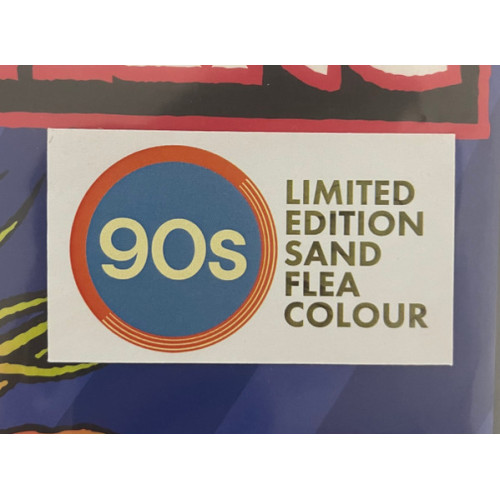 90s
LIMITED
EDITION
SAND
FLEA
COLOUR